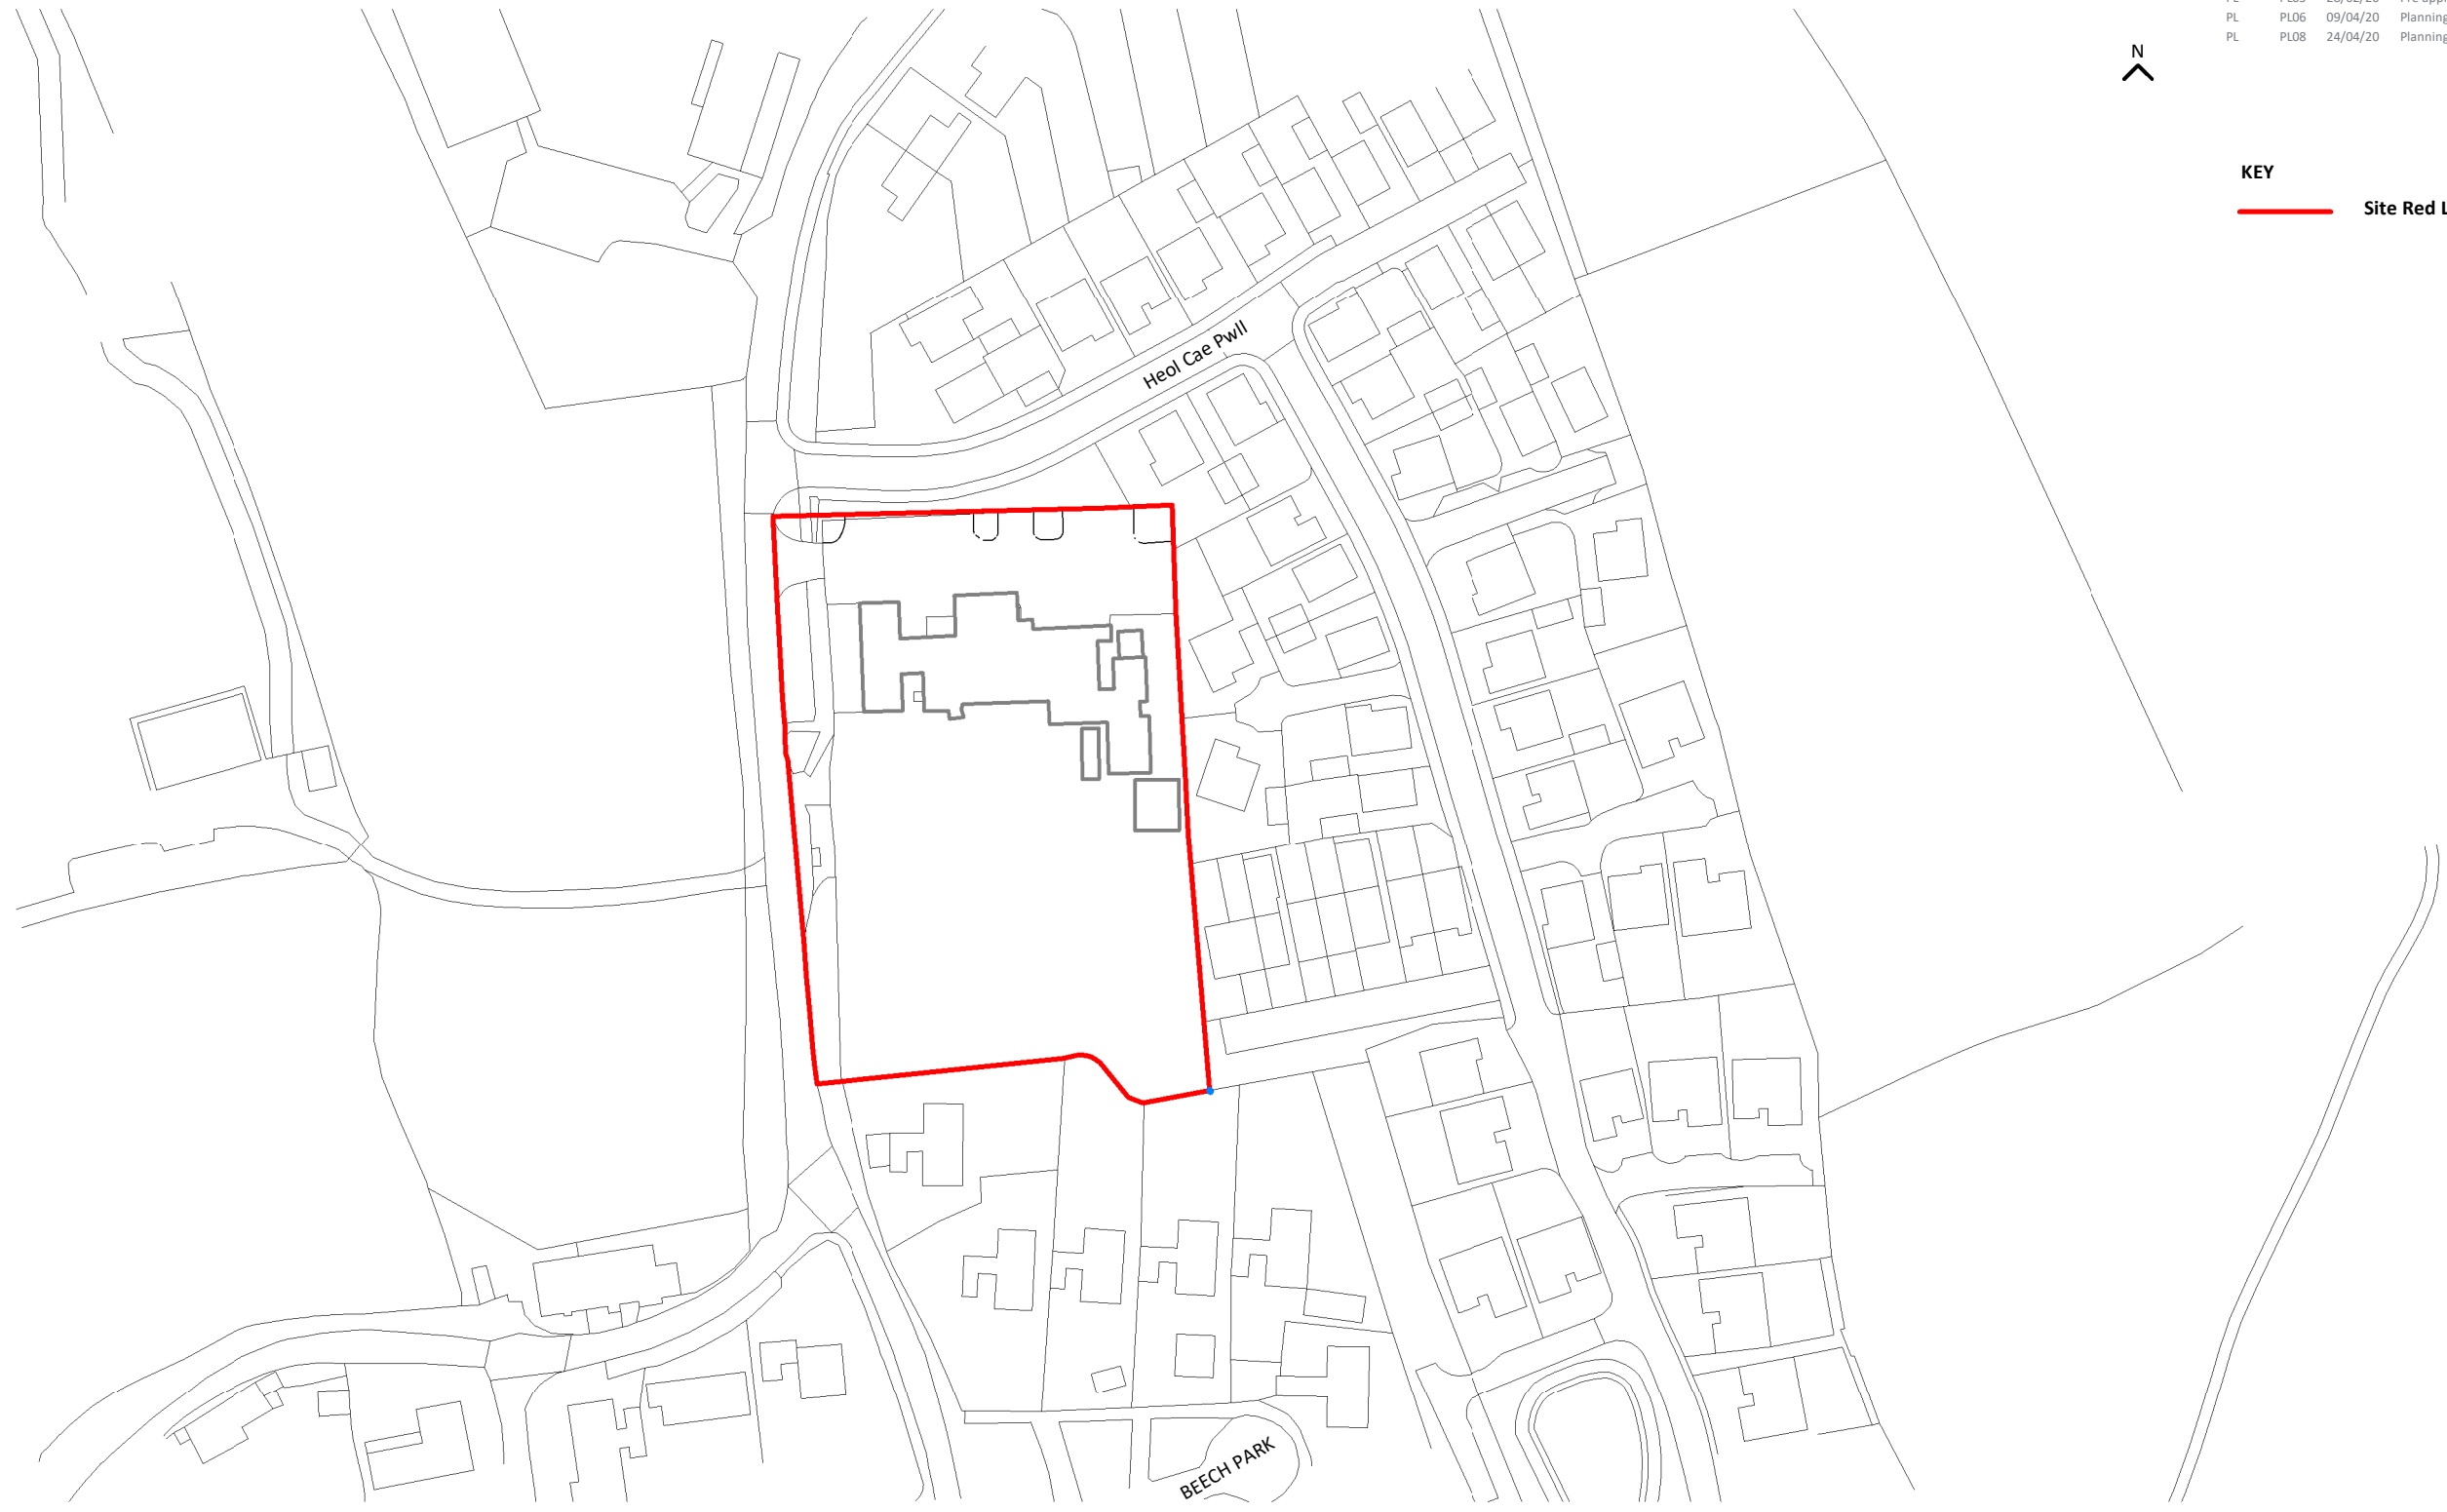 PL PL06 09/04/20 Planning
PL PL08 24/04/20 Planning
N
KEY
Site Red L
Heol Cae Pwll
BEECH PARK